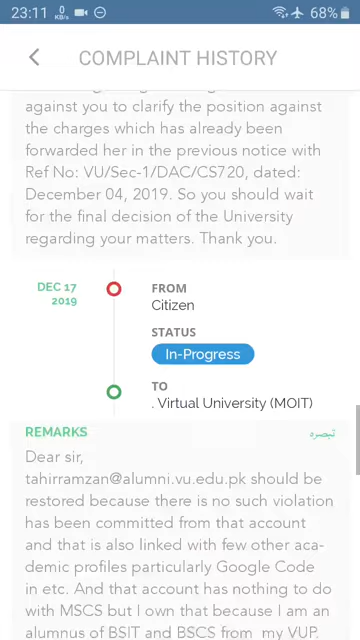 23:11 0 KB/s 68%
COMPLAINT HISTORY
against you to clarify the position against
the charges which has already been
forwarded her in the previous notice with
Ref No: VU/Sec-1/DAC/CS720, dated:
December 04, 2019. So you should wait
for the final decision of the University
regarding your matters. Thank you.
DEC 17
2019
FROM
Citizen
STATUS
In-Progress
TO
. Virtual University (MOIT)
REMARKS تبصره
Dear sir,
tahirramzan@alumni.vu.edu.pk should be
restored because there is no such violation
has been committed from that account
and that is also linked with few other aca-
demic profiles particularly Google Code
in etc. And that account has nothing to do
with MSCS but I own that because I am an
alumnus of BSIT and BSCS from my VUP.